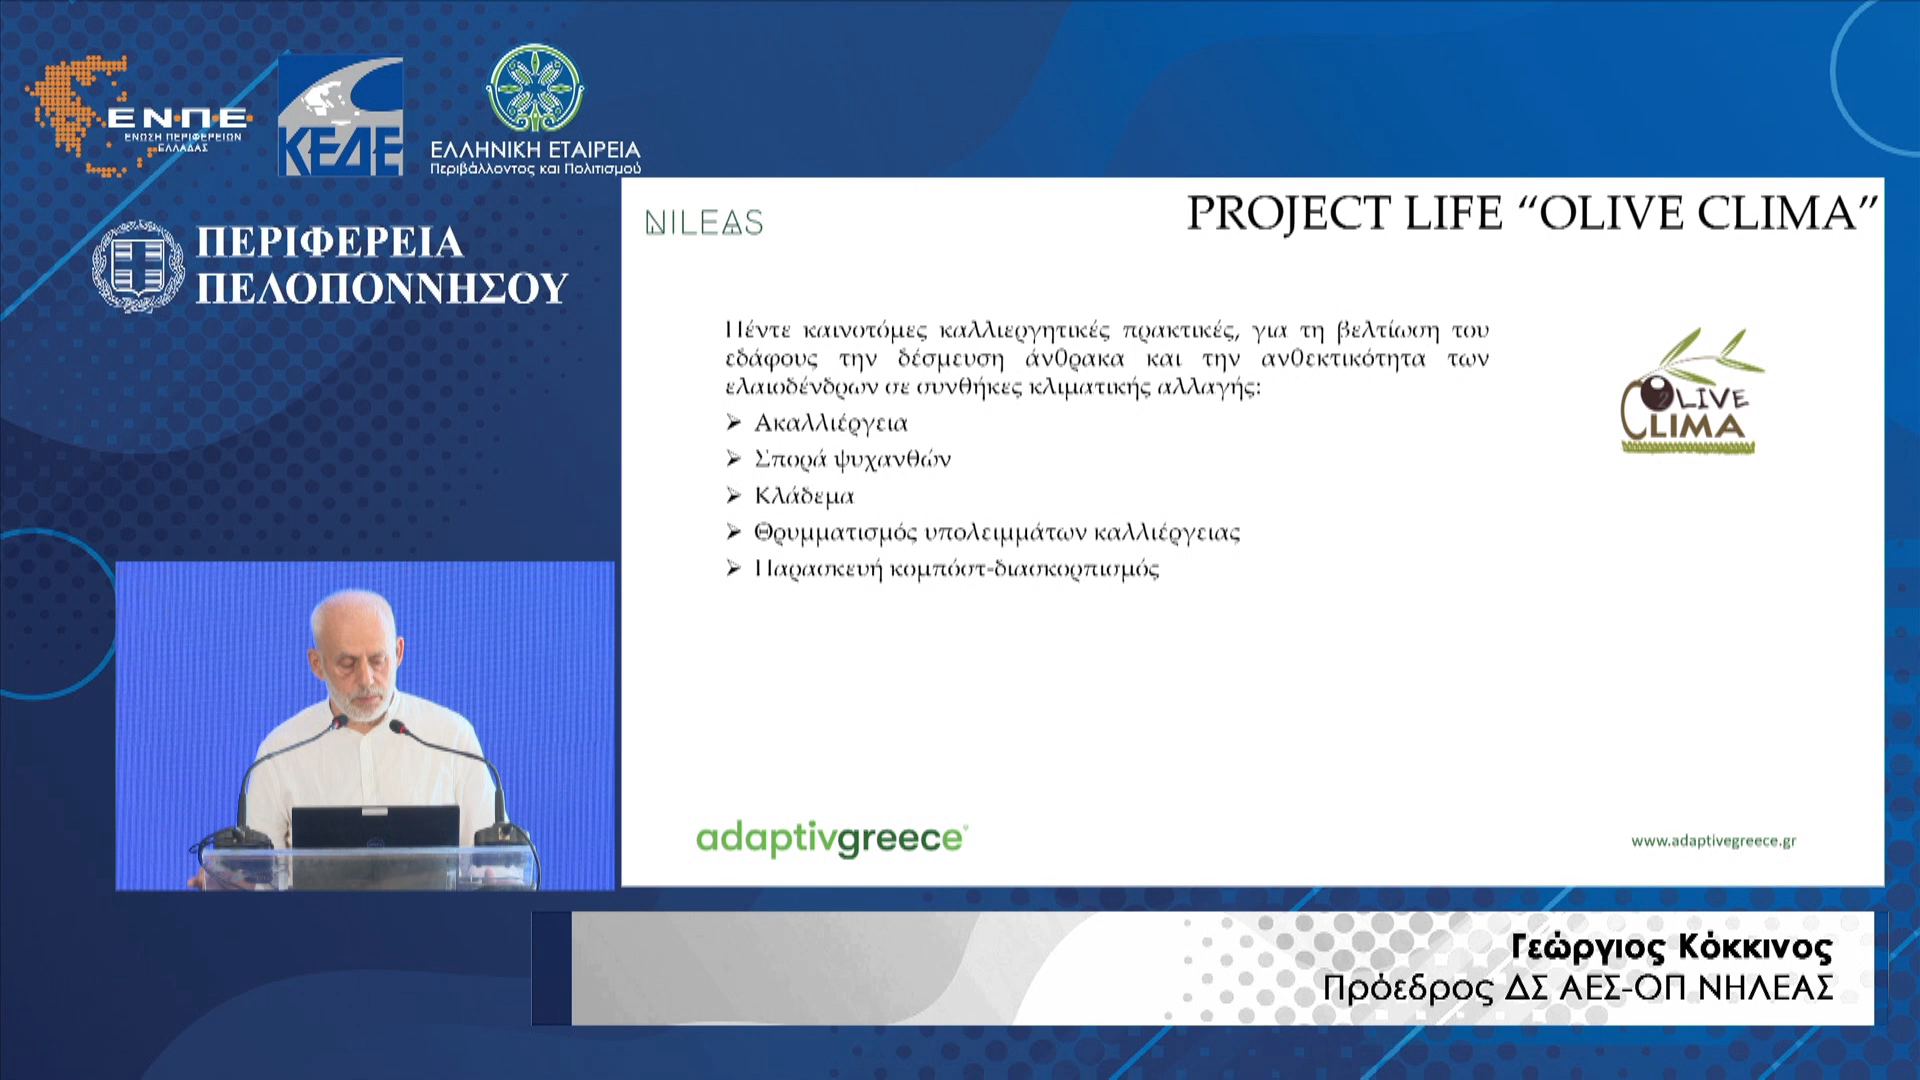 ΕΝΠΕ
ΕΝΩΣΗ ΠΕΡΙΦΕΡΕΙΩΝ
ΕΛΛΑΔΑΣ
ΚΕΔΕ
ΕΛΛΗΝΙΚΗ ΕΤΑΙΡΕΙΑ
Περιβάλλοντος και Πολιτισμού
ΠΕΡΙΦΕΡΕΙΑ
ΠΕΛΟΠΟΝΝΗΣΟΥ
NILEAS
PROJECT LIFE “OLIVE CLIMA”
Πέντε καινοτόμες καλλιεργητικές πρακτικές, για τη βελτίωση του
εδάφους την δέσμευση άνθρακα και την ανθεκτικότητα των
ελαιοδένδρων σε συνθήκες κλιματικής αλλαγής:
➢ Ακαλλιέργεια
➢ Σπορά ψυχανθών
➢ Κλάδεμα
➢ Θρυμματισμός υπολειμμάτων καλλιέργειας
➢ Παρασκευή κομπόστ-διασκορπισμός
OLIVE
CLIMA
adaptivgreece
www.adaptivegreece.gr
Γεώργιος Κόκκινος
Πρόεδρος ΔΣ ΑΕΣ-ΟΠ ΝΗΛΕΑΣ